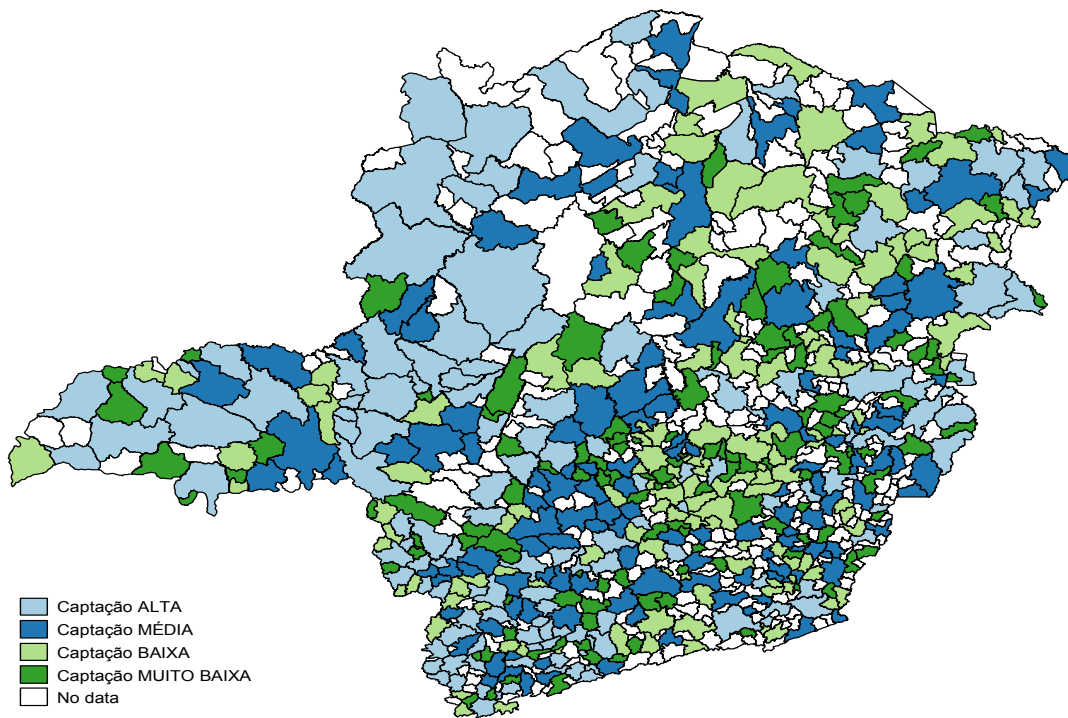 Captação ALTA
Captação MÉDIA
Captação BAIXA
Captação MUITO BAIXA
No data